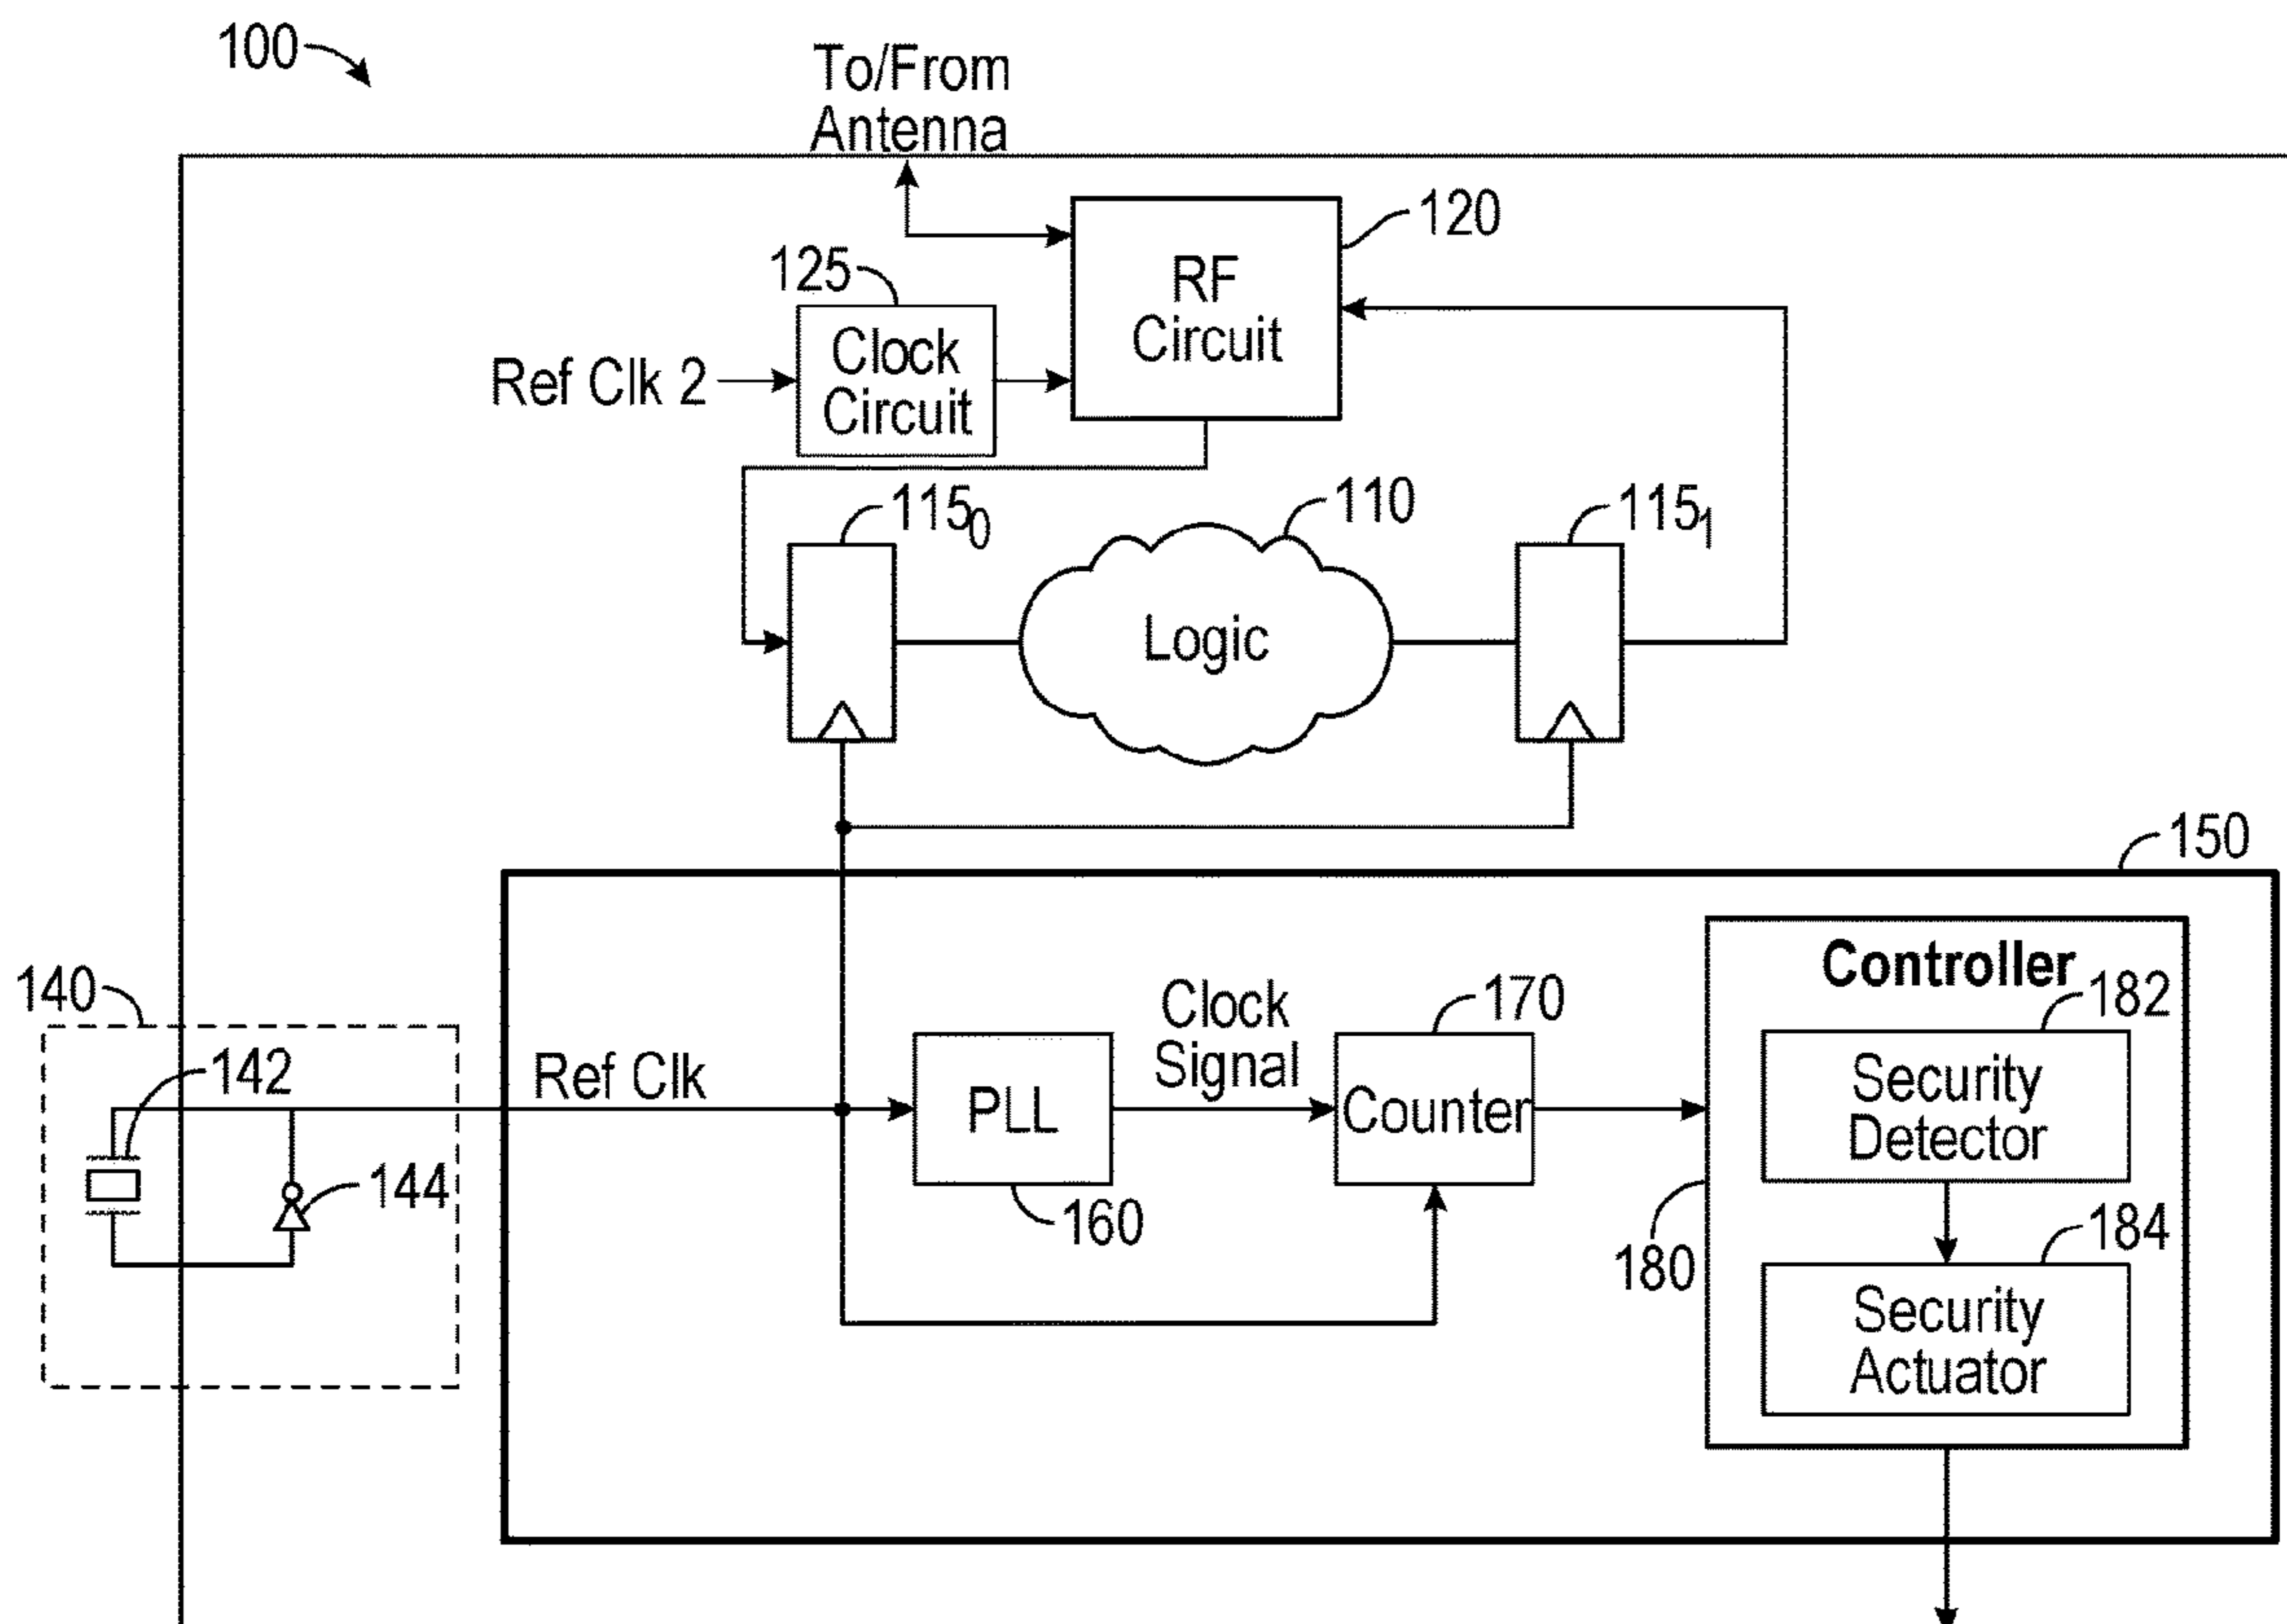 100
To/From
Antenna
120
125
RF
Circuit
Clock
Circuit
Ref Clk 2
115₀
110
115₁
Logic
150
Controller
140
142
Ref Clk
Clock
Signal
170
182
PLL
Counter
Security
Detector
144
160
180
184
Security
Actuator